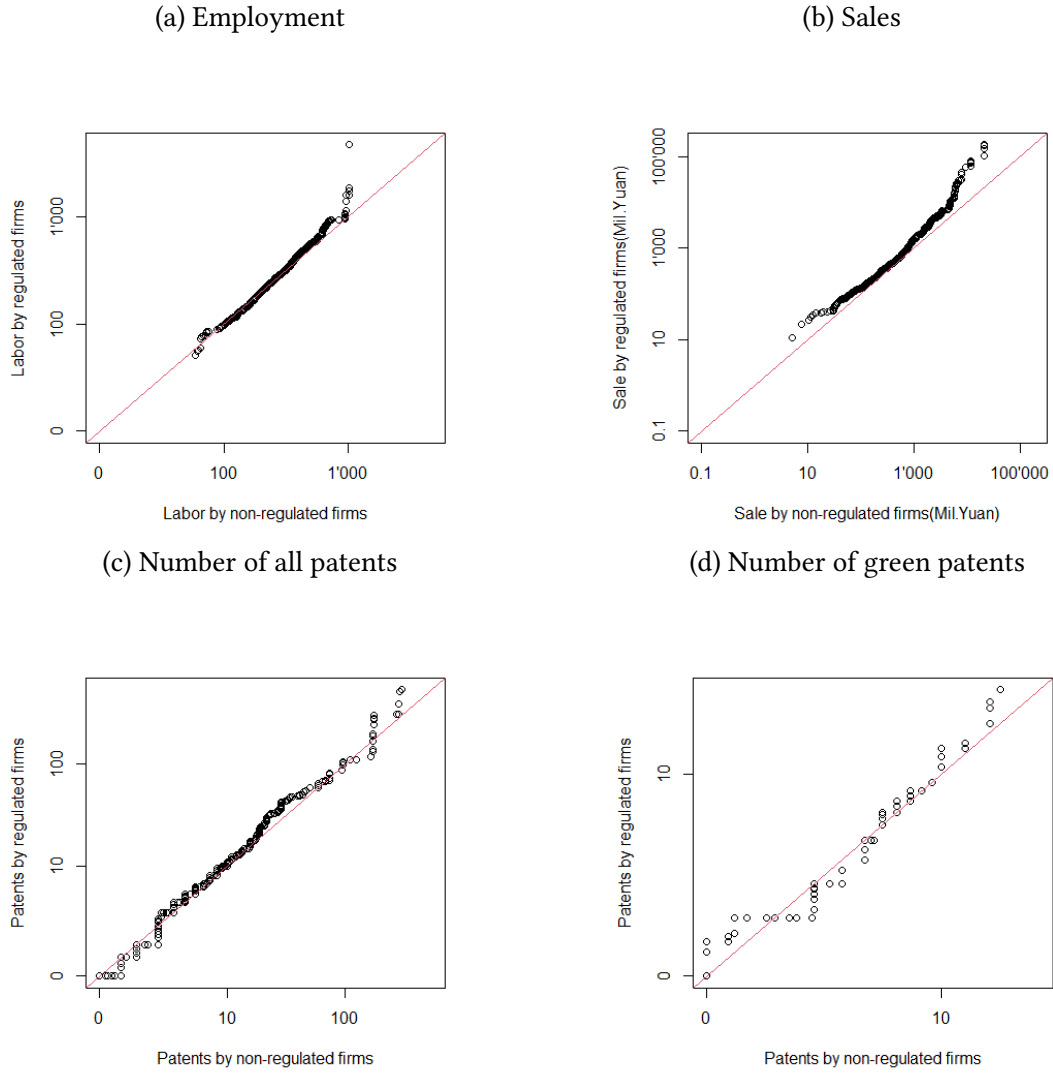 (a) Employment
(b) Sales
Labor by regulated firms
1'000
100
0
0
100
1'000
Labor by non-regulated firms
Sale by regulated firms(Mil.Yuan)
100'000
1'000
10
0.1
0.1
10
1'000
100'000
Sale by non-regulated firms(Mil.Yuan)
(c) Number of all patents
(d) Number of green patents
Patents by regulated firms
100
10
0
0
10
100
Patents by non-regulated firms
Patents by regulated firms
10
0
0
10
Patents by non-regulated firms